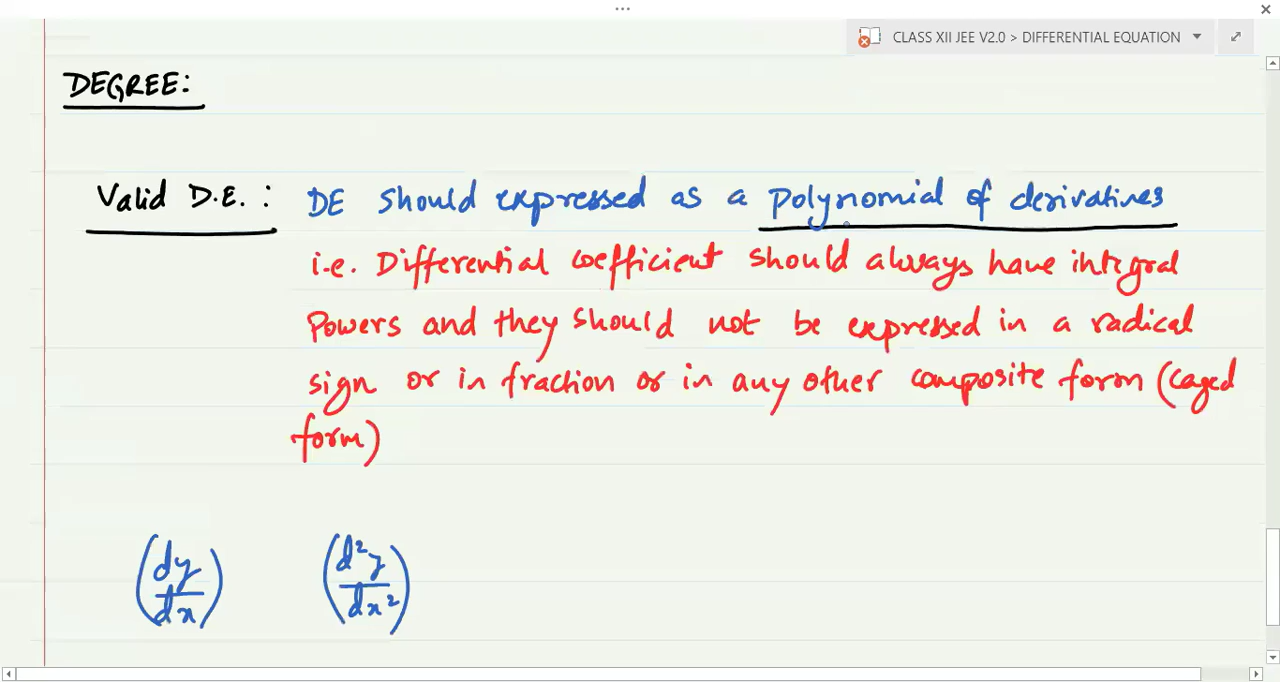 CLASS XII JEE V2.0 > DIFFERENTIAL EQUATION
DEGREE:
Valid D.E. : DE should expressed as a polynomial of derivatives
i.e. Differential coefficient should always have integral
Powers and they should not be expressed in a radical
sign or in fraction or in any other composite form (caged
form)
(dy/dx) (d²y/dx²)